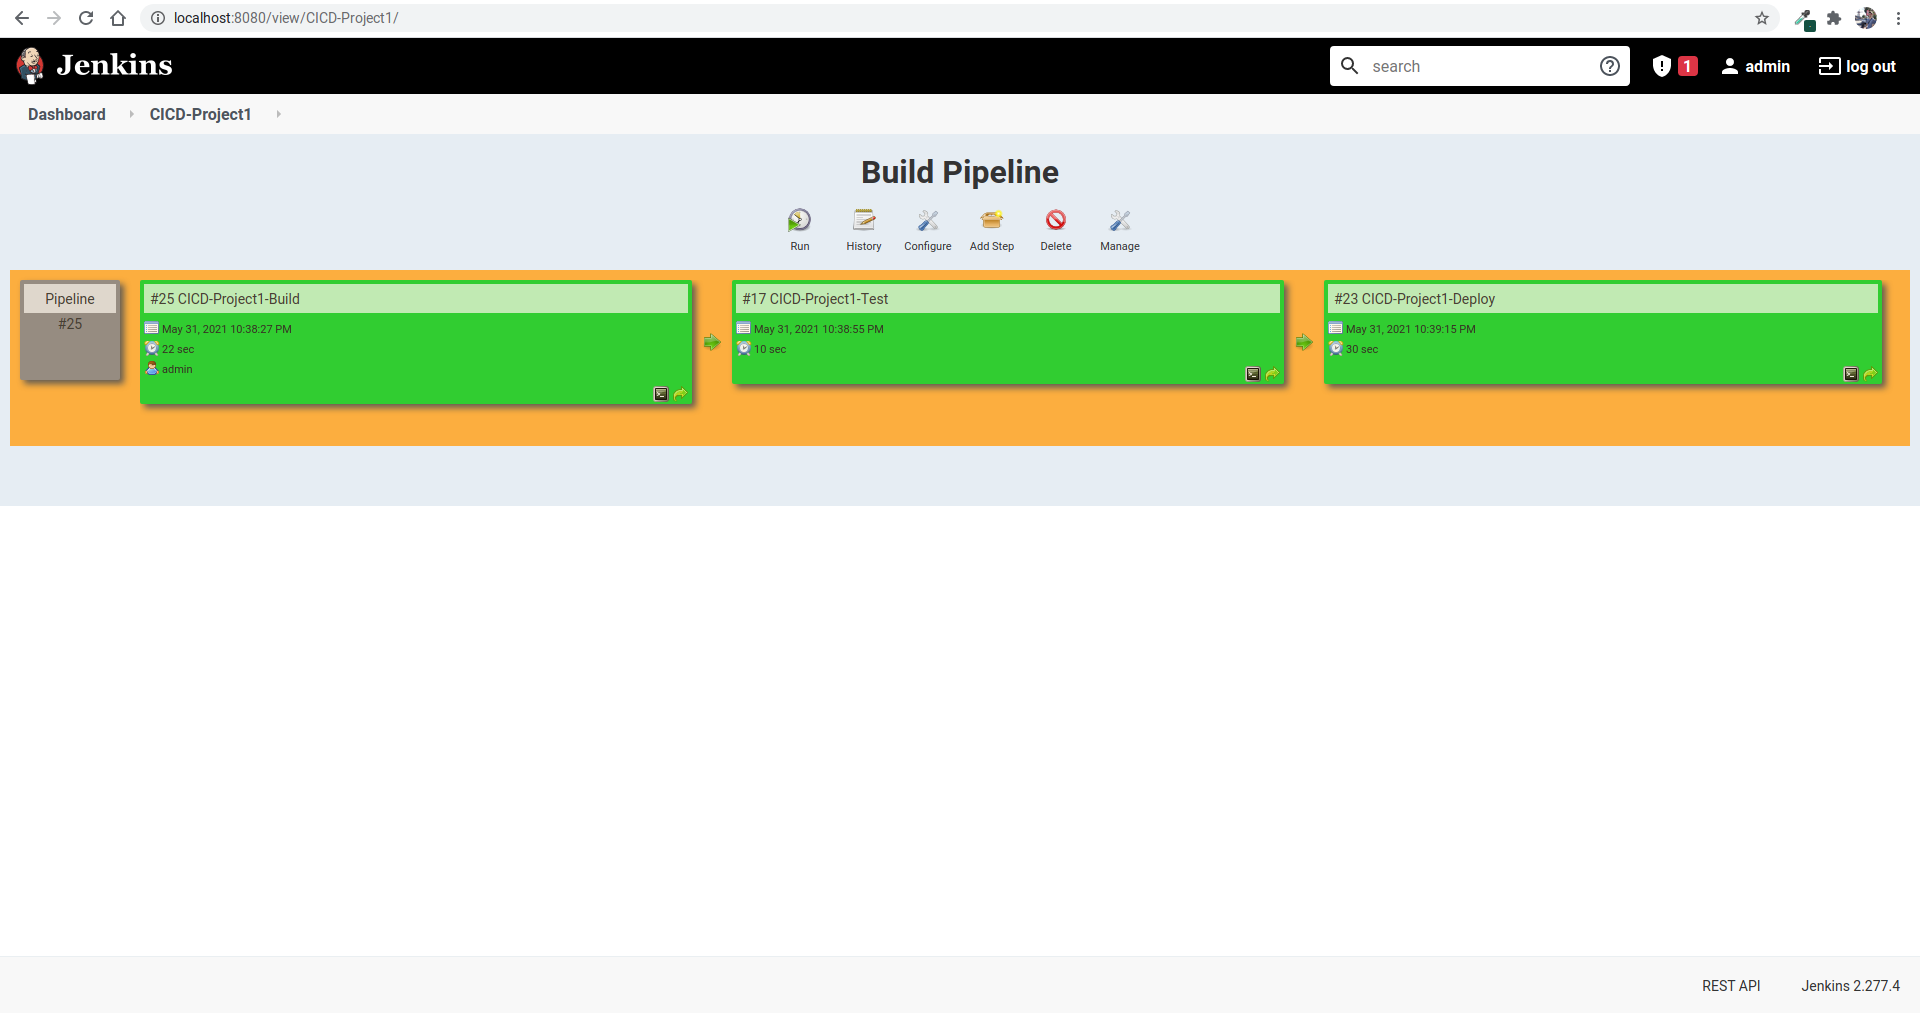 localhost:8080/view/CICD-Project1/
Jenkins
search
1
admin
log out
Dashboard
CICD-Project1
Build Pipeline
Run
History
Configure
Add Step
Delete
Manage
Pipeline
#25
#25 CICD-Project1-Build
May 31, 2021 10:38:27 PM
22 sec
admin
#17 CICD-Project1-Test
May 31, 2021 10:38:55 PM
10 sec
#23 CICD-Project1-Deploy
May 31, 2021 10:39:15 PM
30 sec
REST API
Jenkins 2.277.4